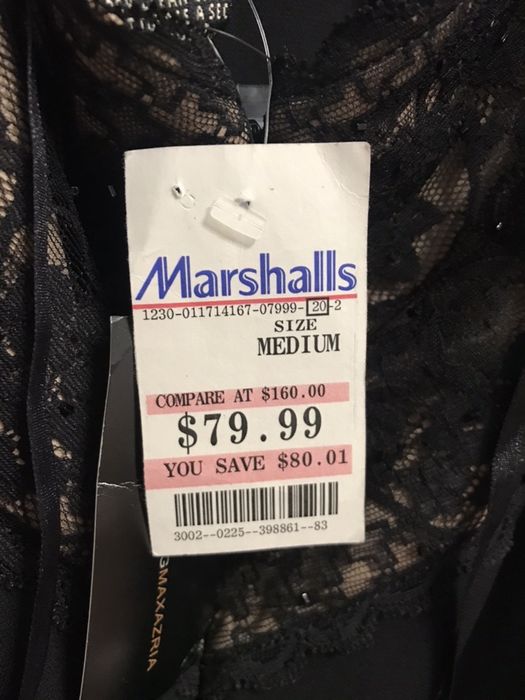 Marshalls
1230-011714167-07999-20-2
SIZE
MEDIUM
COMPARE AT $160.00
$79.99
YOU SAVE $80.01
3002--0225--398861--83
GMAXAZRIA